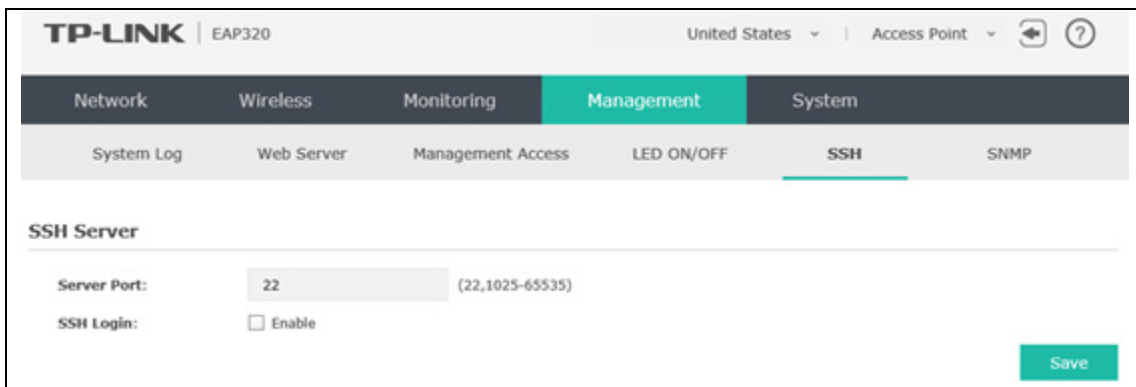 TP-LINK | EAP320 United States | Access Point ?
Network Wireless Monitoring Management System
System Log Web Server Management Access LED ON/OFF SSH SNMP
SSH Server
Server Port: 22 (22,1025-65535)
SSH Login: Enable
Save